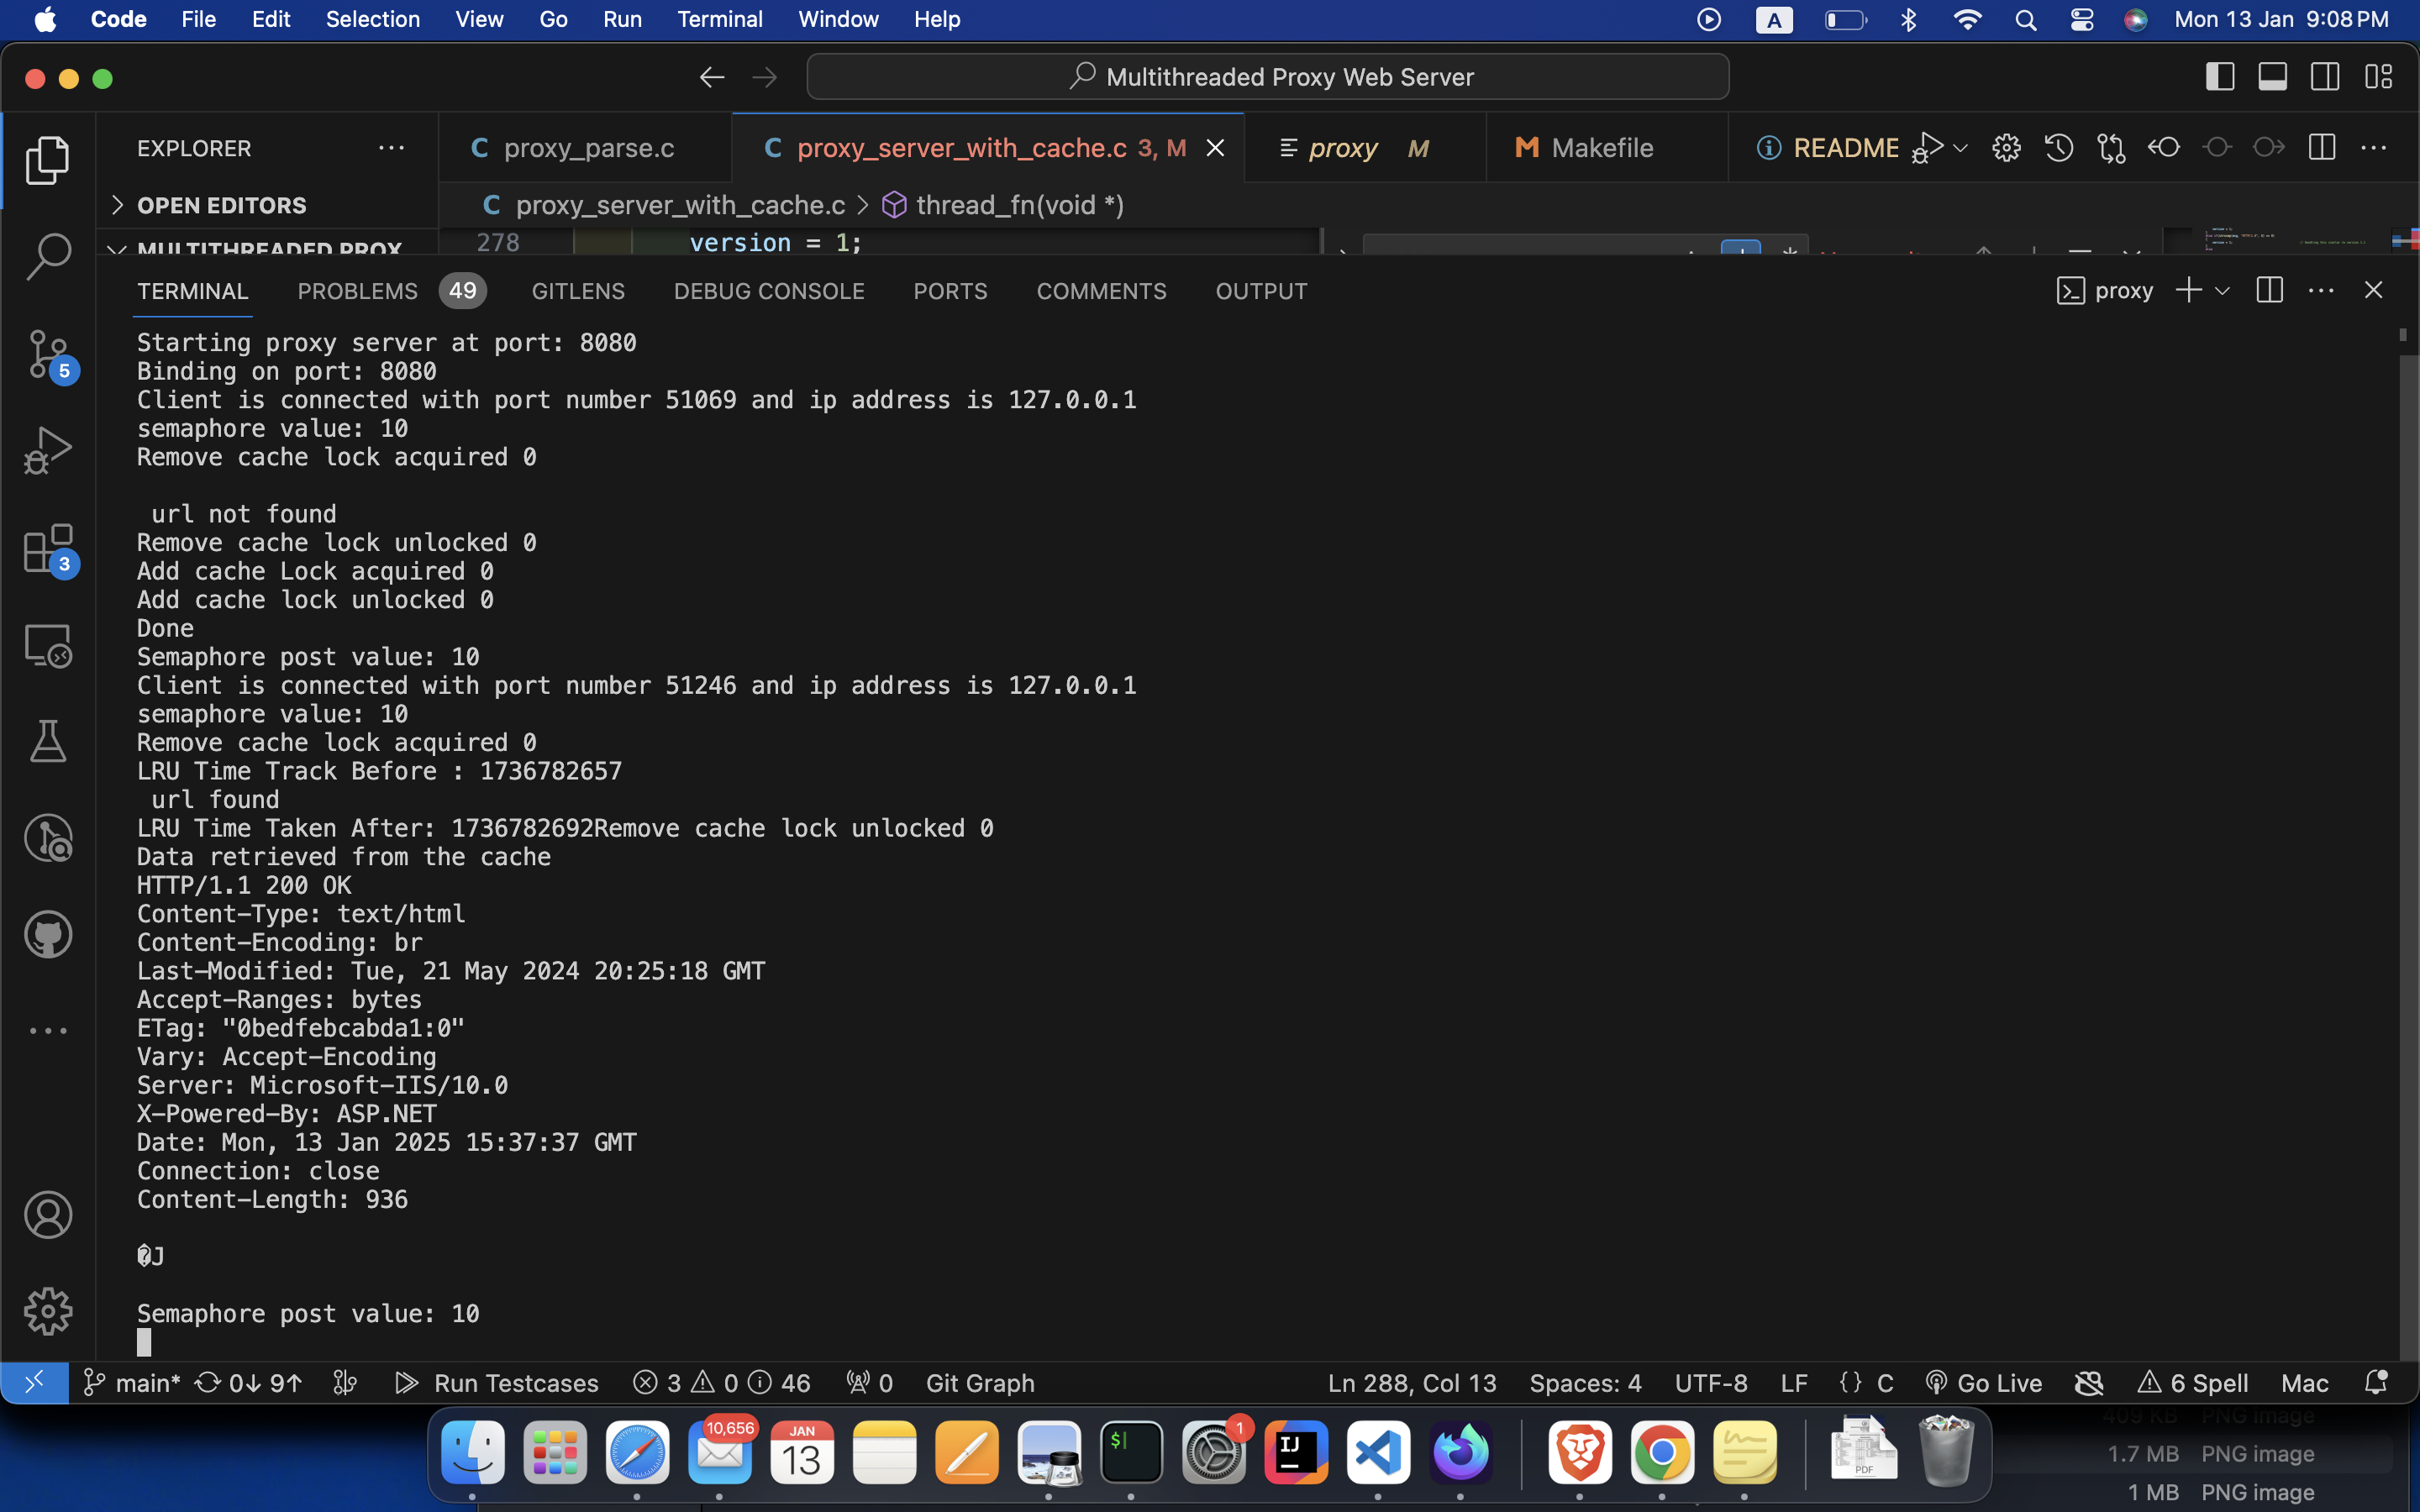 Code File Edit Selection View Go Run Terminal Window Help A Mon 13 Jan 9:08 PM
Multithreaded Proxy Web Server
EXPLORER
proxy_parse.c
proxy_server_with_cache.c 3, M
proxy M
Makefile
README
OPEN EDITORS
proxy_server_with_cache.c > thread_fn(void *)
MULTITHREADED PROX
278 version = 1;
TERMINAL PROBLEMS 49 GITLENS DEBUG CONSOLE PORTS COMMENTS OUTPUT proxy
Starting proxy server at port: 8080
Binding on port: 8080
Client is connected with port number 51069 and ip address is 127.0.0.1
semaphore value: 10
Remove cache lock acquired 0
url not found
Remove cache lock unlocked 0
Add cache Lock acquired 0
Add cache lock unlocked 0
Done
Semaphore post value: 10
Client is connected with port number 51246 and ip address is 127.0.0.1
semaphore value: 10
Remove cache lock acquired 0
LRU Time Track Before : 1736782657
url found
LRU Time Taken After: 1736782692Remove cache lock unlocked 0
Data retrieved from the cache
HTTP/1.1 200 OK
Content-Type: text/html
Content-Encoding: br
Last-Modified: Tue, 21 May 2024 20:25:18 GMT
Accept-Ranges: bytes
ETag: "0bedfebcabda1:0"
Vary: Accept-Encoding
Server: Microsoft-IIS/10.0
X-Powered-By: ASP.NET
Date: Mon, 13 Jan 2025 15:37:37 GMT
Connection: close
Content-Length: 936
�J
Semaphore post value: 10
5
3
main* 0↓ 9↑ Run Testcases 3 0 46 0 Git Graph Ln 288, Col 13 Spaces: 4 UTF-8 LF {} C Go Live 6 Spell Mac
409 KB PNG image
10,656
JAN
13
$
1
IJ
PDF
1.7 MB PNG image
1 MB PNG image